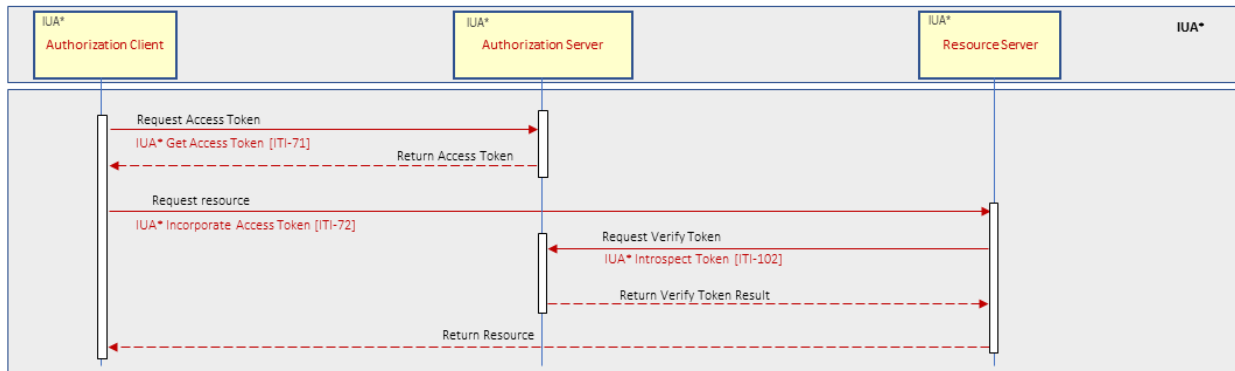 IUA*
Authorization Client
IUA*
Authorization Server
IUA*
Resource Server
IUA*
Request Access Token
IUA* Get Access Token [ITI-71]
Return Access Token
Request resource
IUA* Incorporate Access Token [ITI-72]
Request Verify Token
IUA* Introspect Token [ITI-102]
Return Verify Token Result
Return Resource